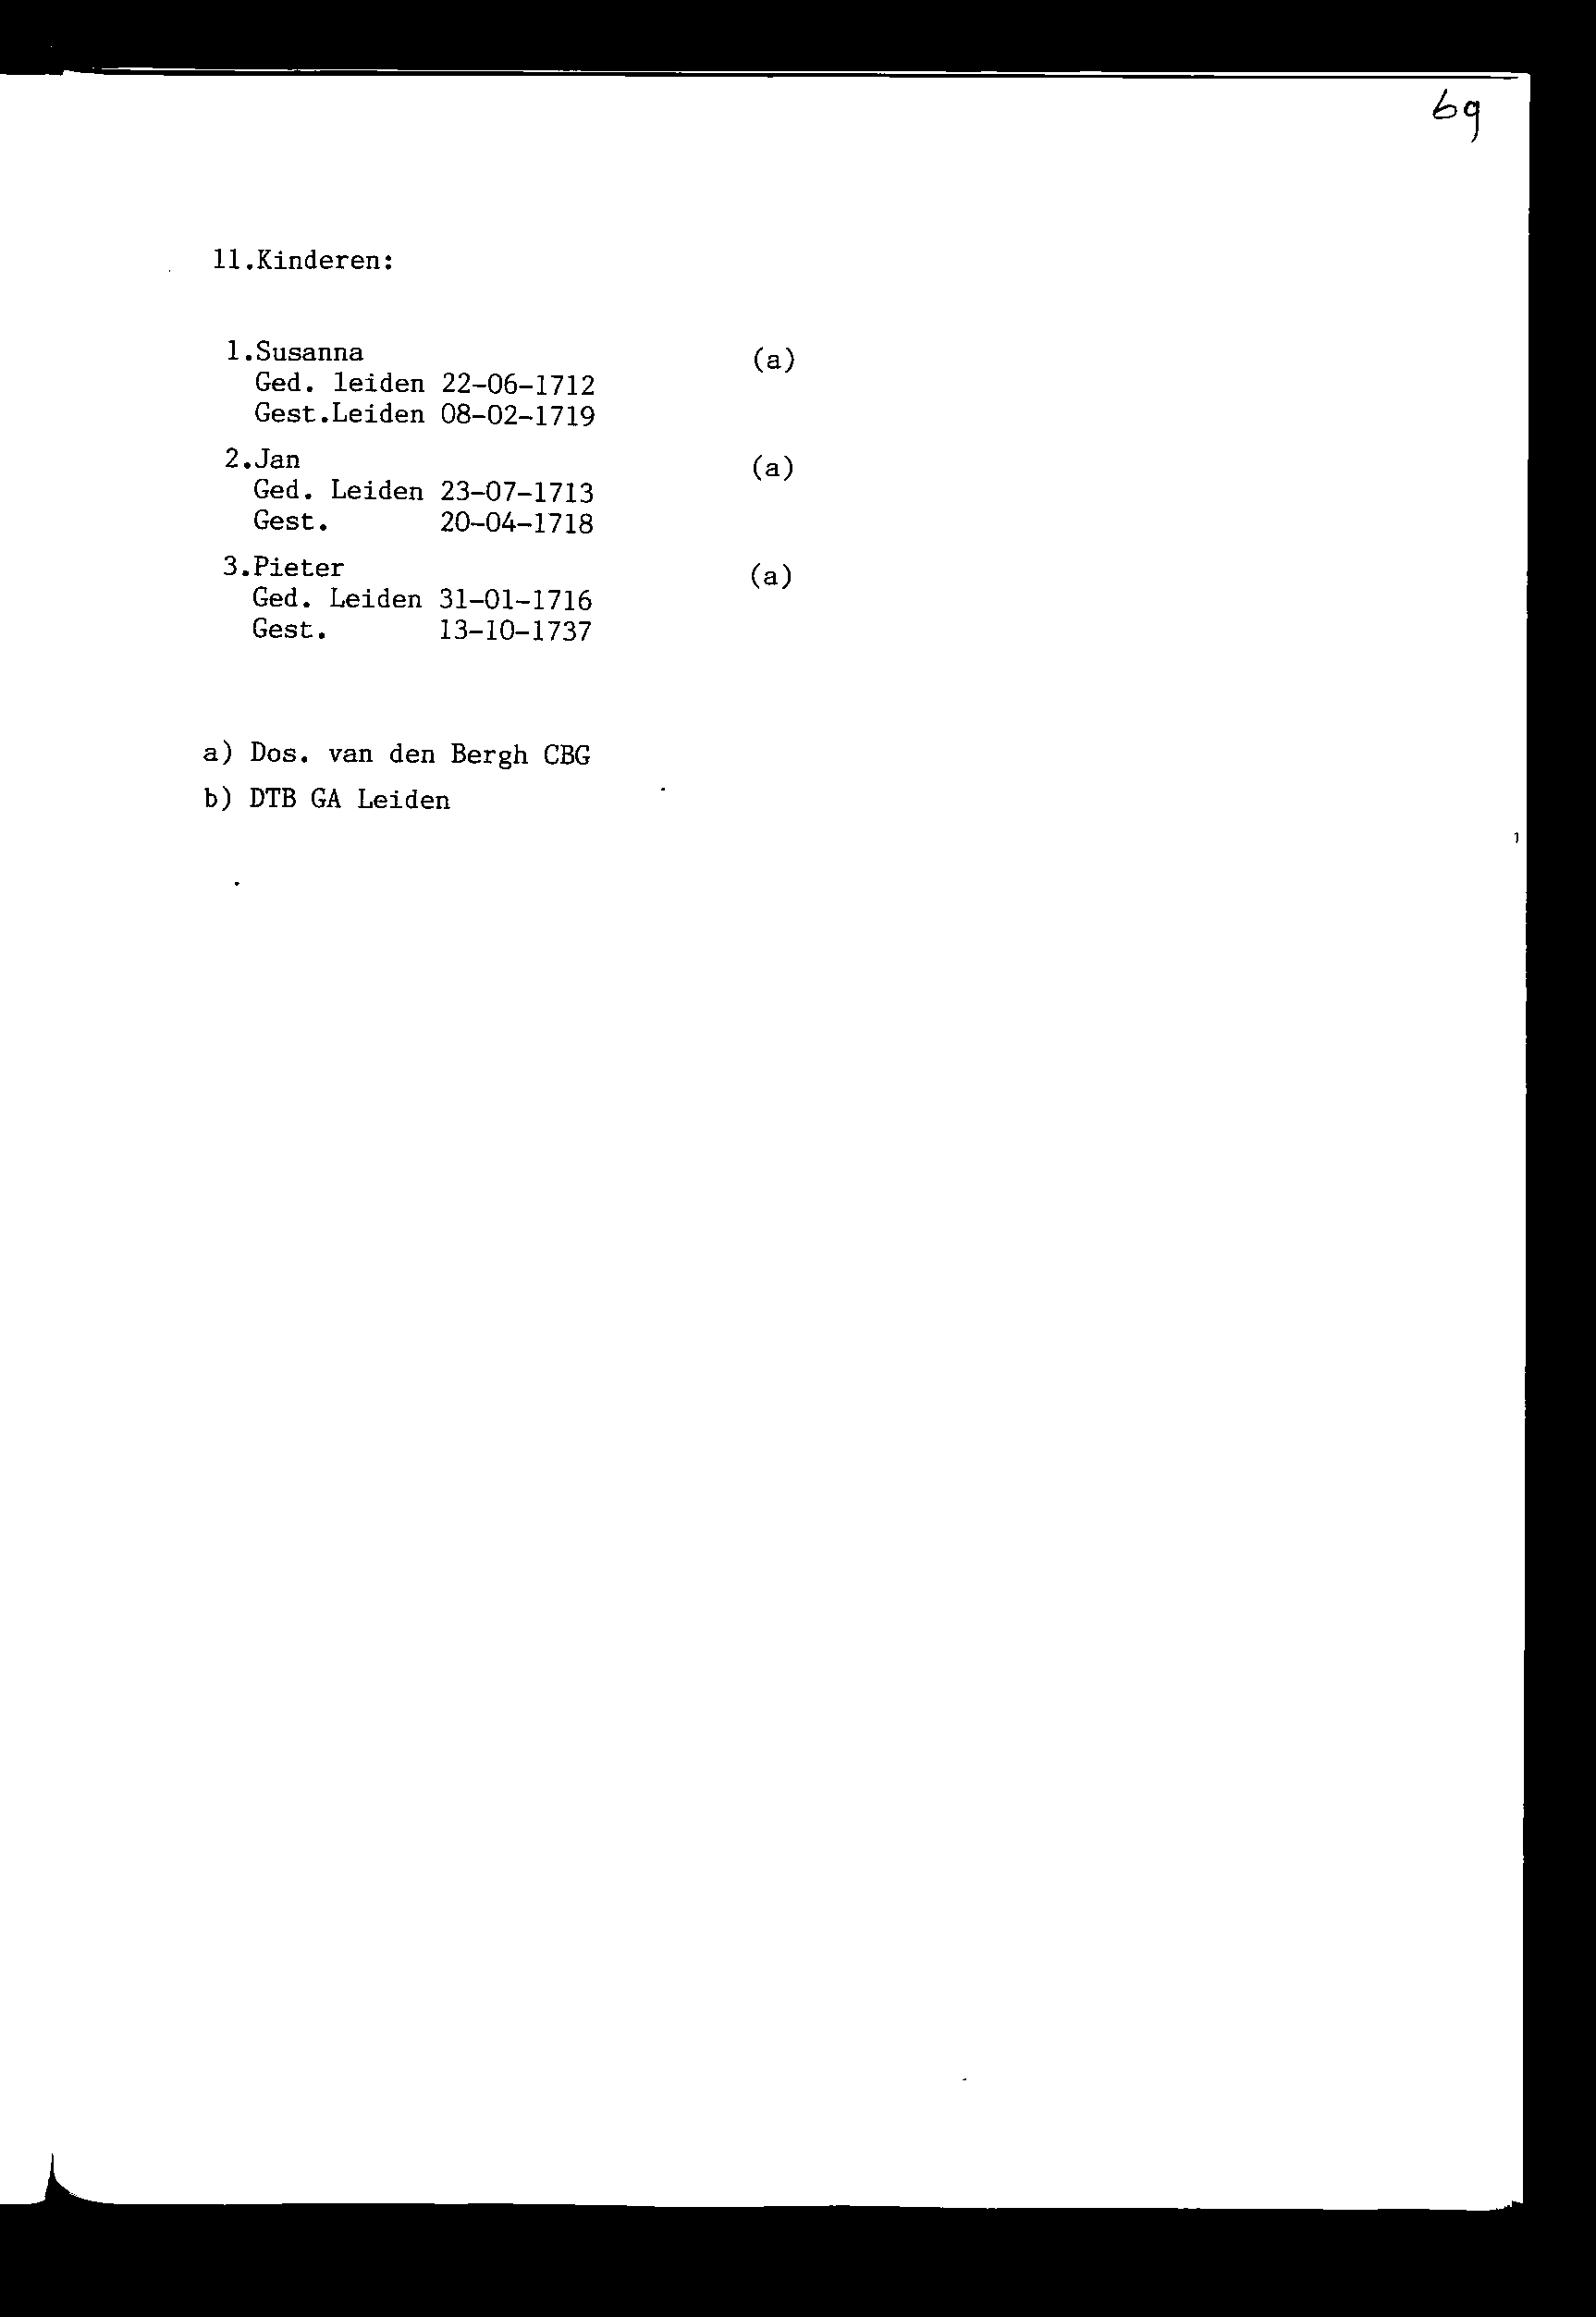 69
11.Kinderen:
1.Susanna (a)
Ged. leiden 22-06-1712
Gest.Leiden 08-02-1719
2.Jan (a)
Ged. Leiden 23-07-1713
Gest. 20-04-1718
3.Pieter (a)
Ged. Leiden 31-01-1716
Gest. 13-10-1737
a) Dos. van den Bergh CBG
b) DTB GA Leiden